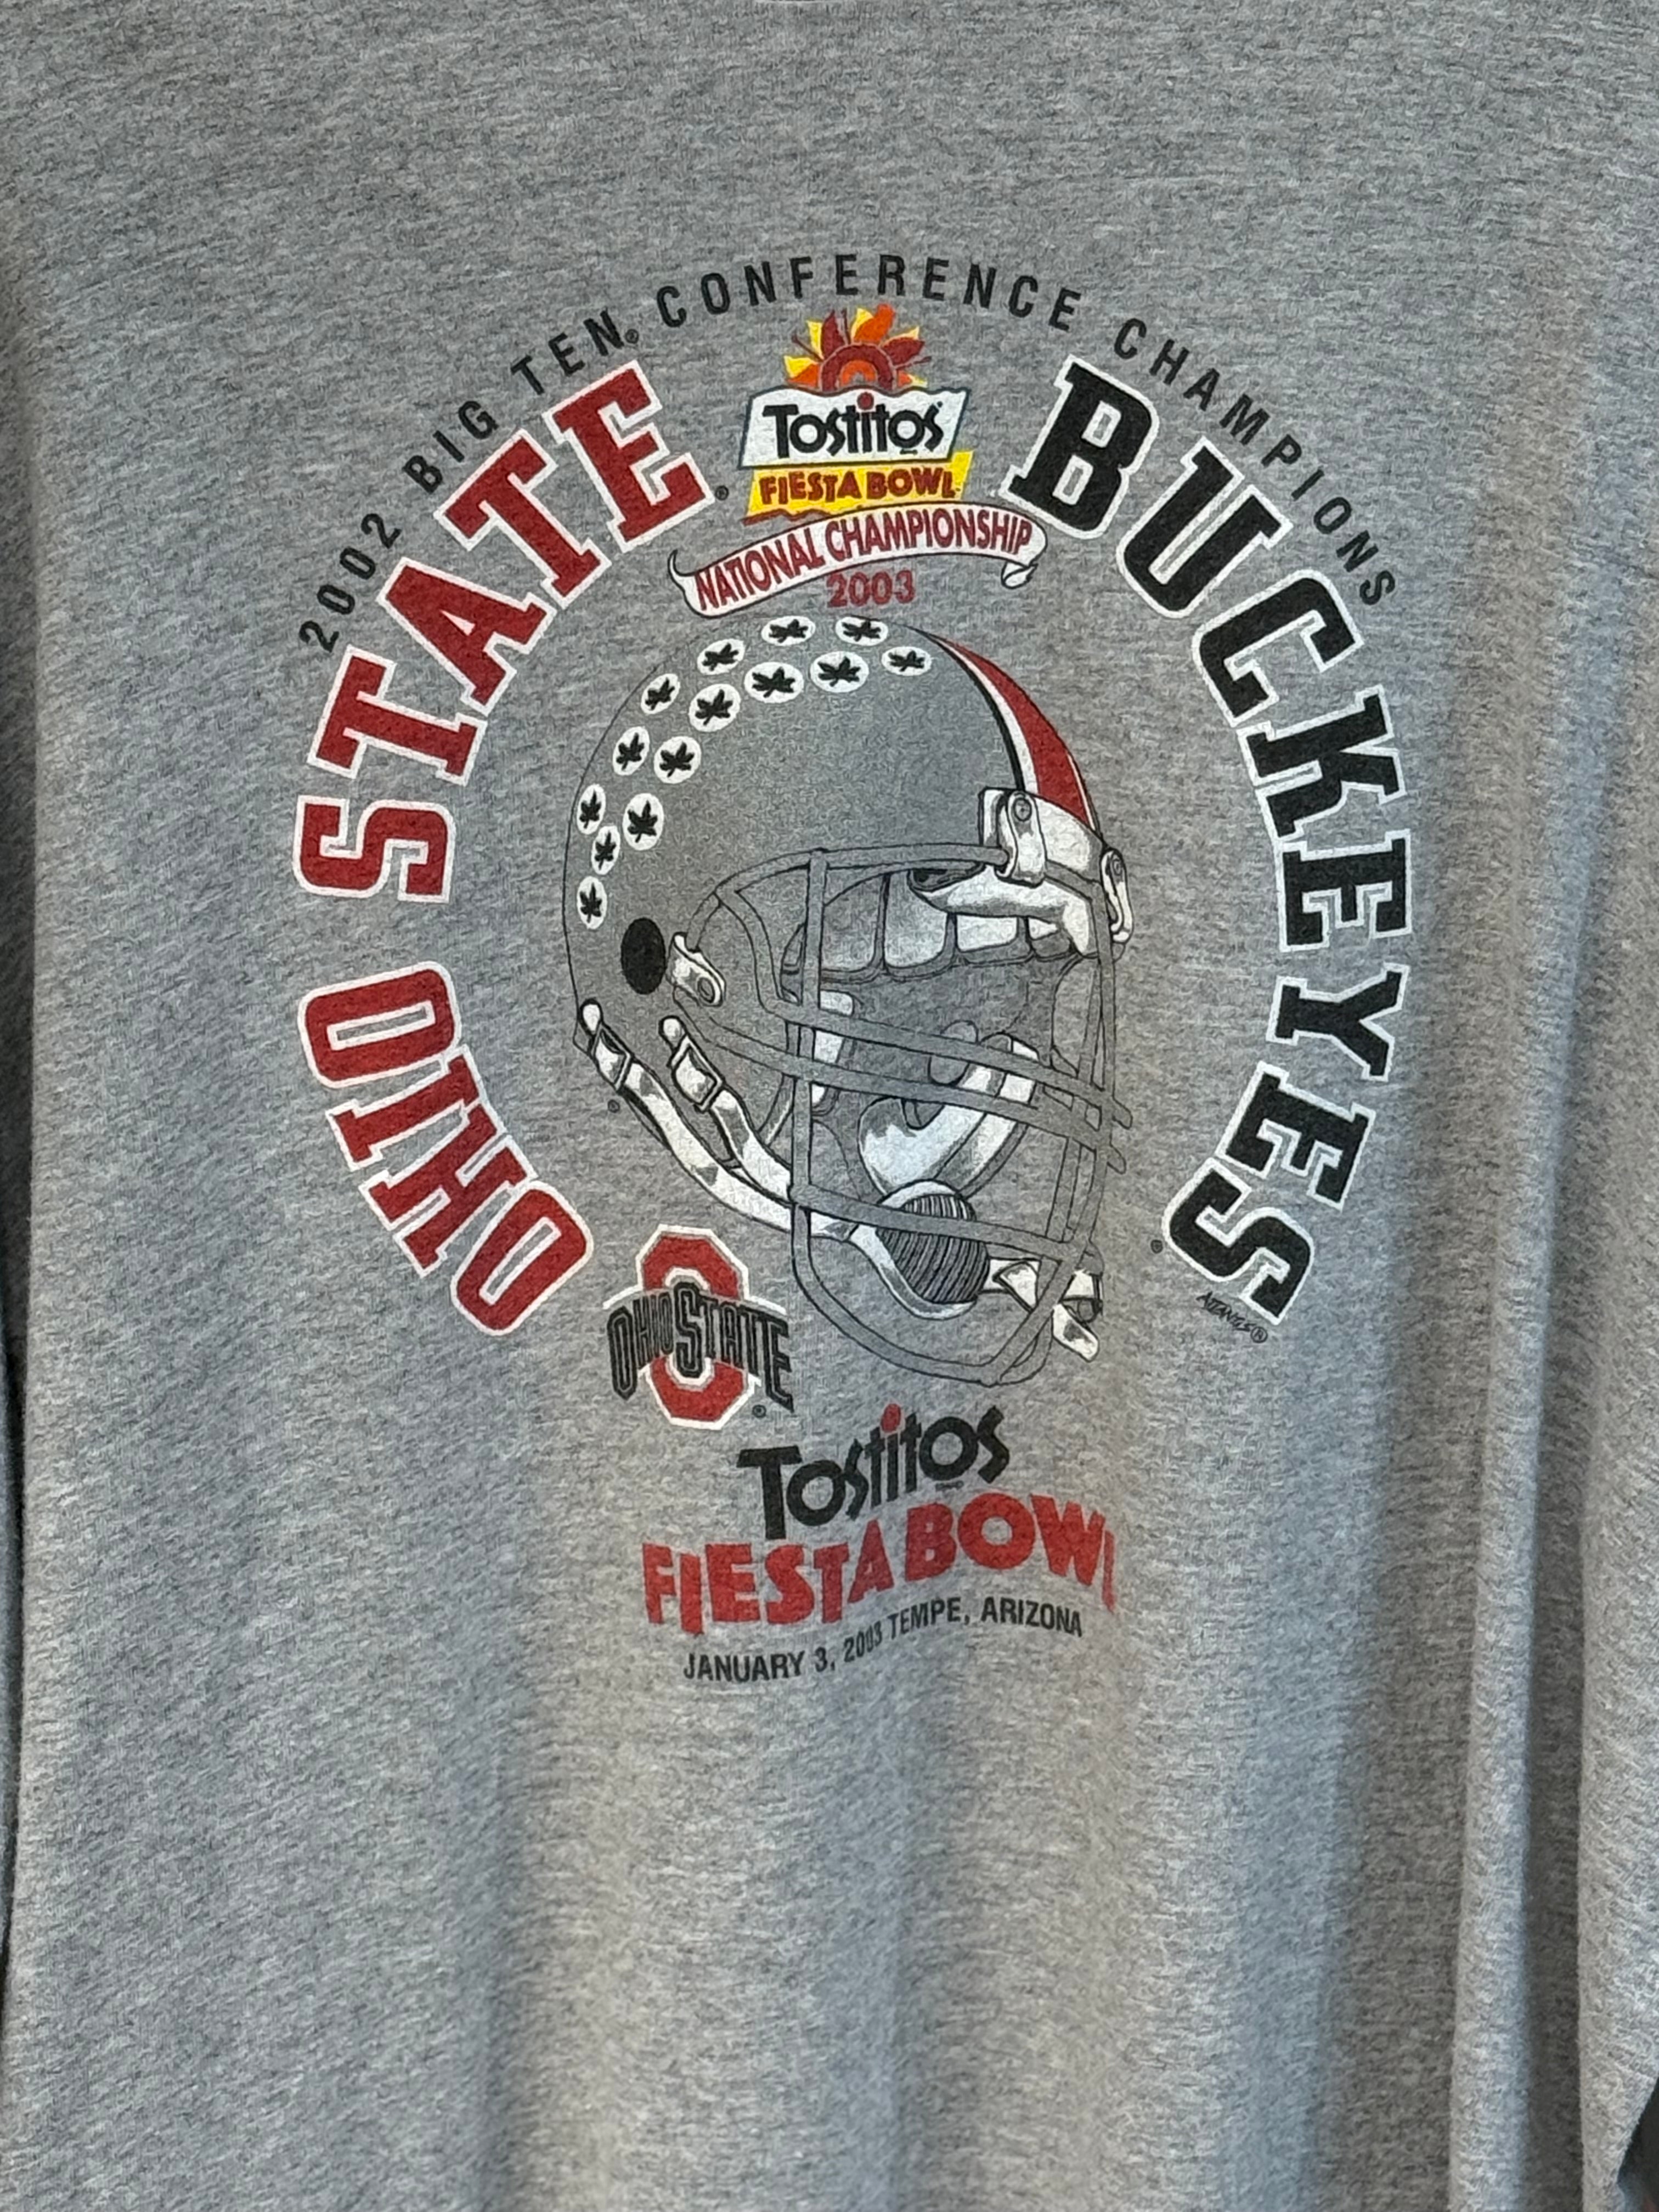 2002 BIG TEN® CONFERENCE CHAMPIONS
OHIO STATE®
BUCKEYES®
Tostitos
FIESTA BOWL
NATIONAL CHAMPIONSHIP
2003
OHIO STATE®
Tostitos
FIESTA BOWL
JANUARY 3, 2003 TEMPE, ARIZONA